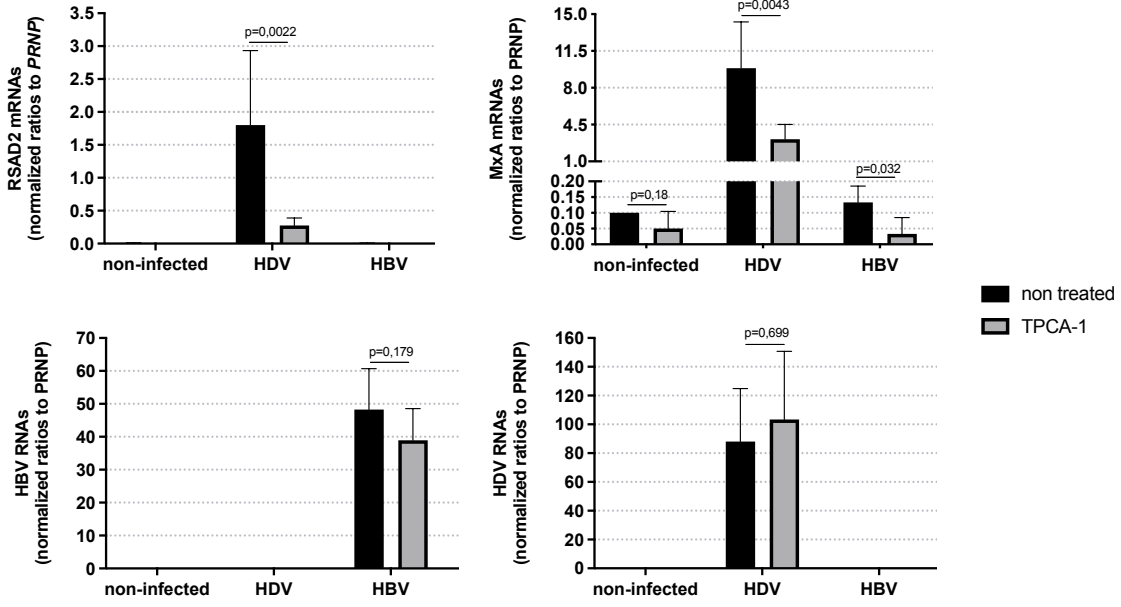 RSAD2 mRNAs
(normalized ratios to PRNP)
3.5
3.0
2.5
2.0
1.5
1.0
0.5
0.0
p=0,0022
non-infected HDV HBV
MxA mRNAs
(normalized ratios to PRNP)
15.0
11.5
8.0
4.5
1.0
0.20
0.15
0.10
0.05
0.00
p=0,18
p=0,0043
p=0,032
non-infected HDV HBV
non treated
TPCA-1
HBV RNAs
(normalized ratios to PRNP)
70
60
50
40
30
20
10
0
p=0,179
non-infected HDV HBV
HDV RNAs
(normalized ratios to PRNP)
160
140
120
100
80
60
40
20
0
p=0,699
non-infected HDV HBV